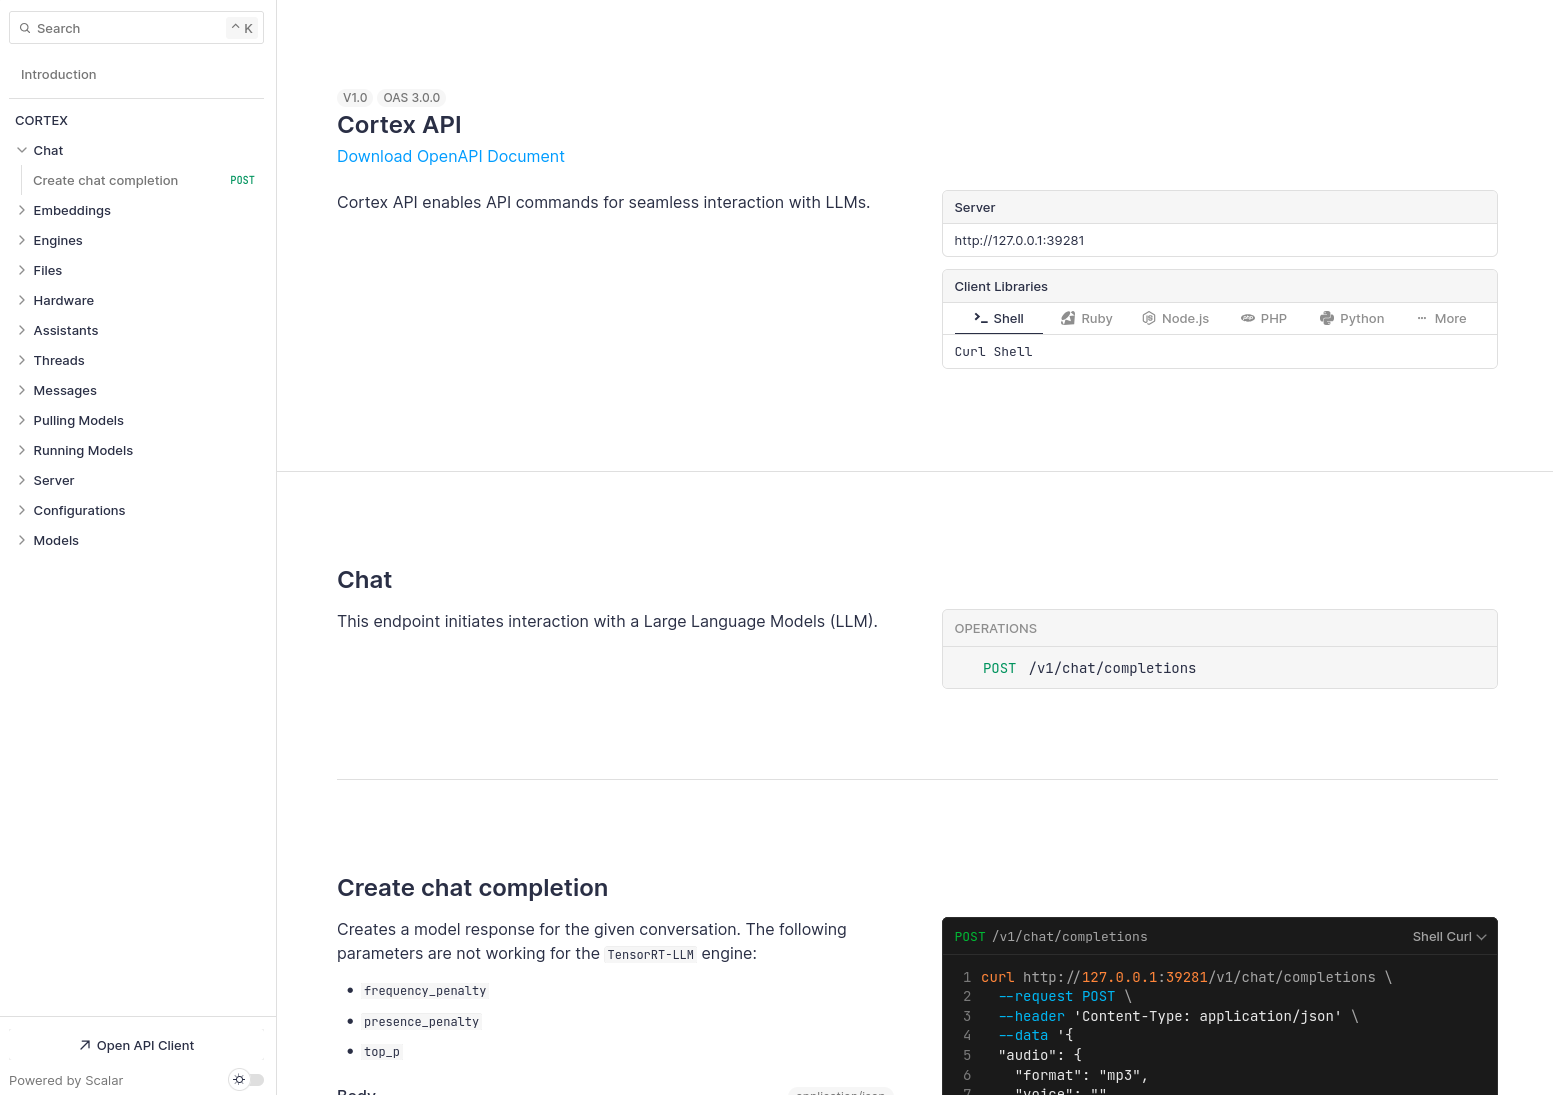 Search
⌃ K
Introduction
CORTEX
Chat
Create chat completion POST
Embeddings
Engines
Files
Hardware
Assistants
Threads
Messages
Pulling Models
Running Models
Server
Configurations
Models
Open API Client
Powered by Scalar
V1.0 OAS 3.0.0
Cortex API
Download OpenAPI Document
Cortex API enables API commands for seamless interaction with LLMs.
Server
http://127.0.0.1:39281
Client Libraries
Shell Ruby Node.js PHP Python More
Curl Shell
Chat
This endpoint initiates interaction with a Large Language Models (LLM).
OPERATIONS
POST /v1/chat/completions
Create chat completion
Creates a model response for the given conversation. The following
parameters are not working for the TensorRT-LLM engine:
frequency_penalty
presence_penalty
top_p
Body application/json
POST /v1/chat/completions Shell Curl
1 curl http://127.0.0.1:39281/v1/chat/completions \
2 --request POST \
3 --header 'Content-Type: application/json' \
4 --data '{
5 "audio": {
6 "format": "mp3",
7 "voice": ""